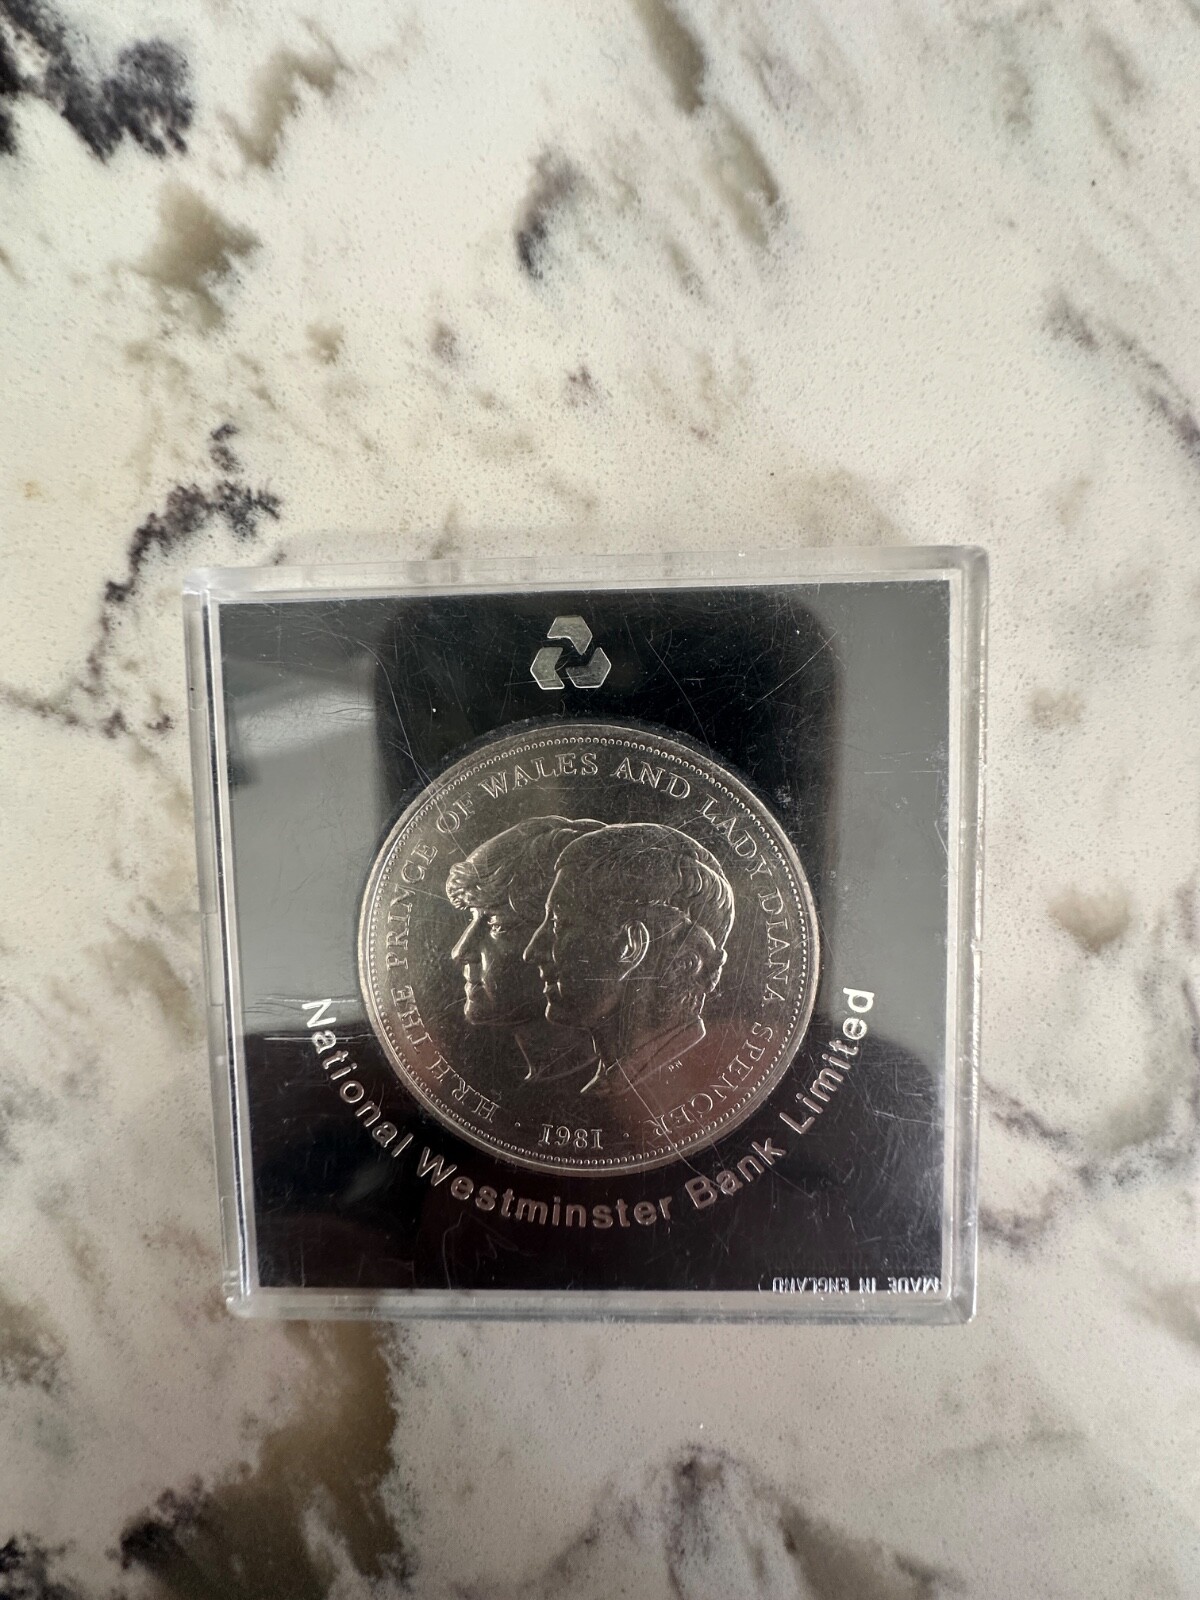 H.R.H. THE PRINCE OF WALES AND LADY DIANA SPENCER · 1981 ·
National Westminster Bank Limited
MADE IN ENGLAND